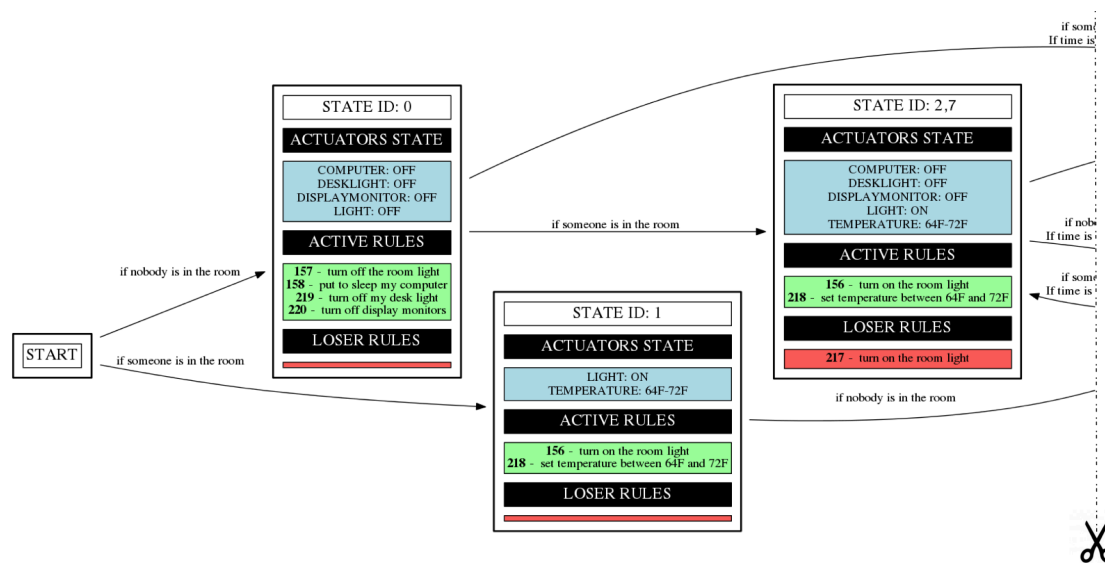 START
if nobody is in the room
if someone is in the room
STATE ID: 0
ACTUATORS STATE
COMPUTER: OFF
DESKLIGHT: OFF
DISPLAYMONITOR: OFF
LIGHT: OFF
ACTIVE RULES
157 - turn off the room light
158 - put to sleep my computer
219 - turn off my desk light
220 - turn off display monitors
LOSER RULES
if someone is in the room
STATE ID: 1
ACTUATORS STATE
LIGHT: ON
TEMPERATURE: 64F-72F
ACTIVE RULES
156 - turn on the room light
218 - set temperature between 64F and 72F
LOSER RULES
STATE ID: 2,7
ACTUATORS STATE
COMPUTER: OFF
DESKLIGHT: OFF
DISPLAYMONITOR: OFF
LIGHT: ON
TEMPERATURE: 64F-72F
ACTIVE RULES
156 - turn on the room light
218 - set temperature between 64F and 72F
LOSER RULES
217 - turn on the room light
if nobody is in the room
if
If time is
if
If time is
if
If time is